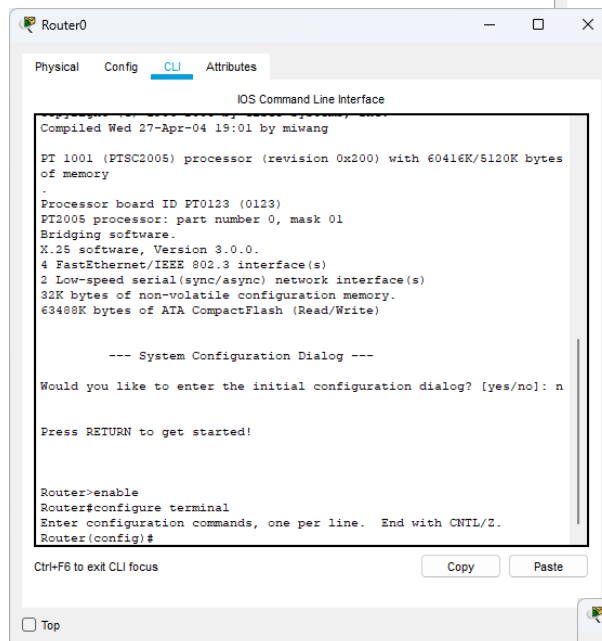 Router0
Physical Config CLI Attributes
IOS Command Line Interface
Compiled Wed 27-Apr-04 19:01 by miwang
PT 1001 (PTSC2005) processor (revision 0x200) with 60416K/5120K bytes
of memory
.
Processor board ID PT0123 (0123)
PT2005 processor: part number 0, mask 01
Bridging software.
X.25 software, Version 3.0.0.
4 FastEthernet/IEEE 802.3 interface(s)
2 Low-speed serial(sync/async) network interface(s)
32K bytes of non-volatile configuration memory.
63488K bytes of ATA CompactFlash (Read/Write)
--- System Configuration Dialog ---
Would you like to enter the initial configuration dialog? [yes/no]: n
Press RETURN to get started!
Router>enable
Router#configure terminal
Enter configuration commands, one per line.  End with CNTL/Z.
Router(config)#
Ctrl+F6 to exit CLI focus
Copy Paste
Top